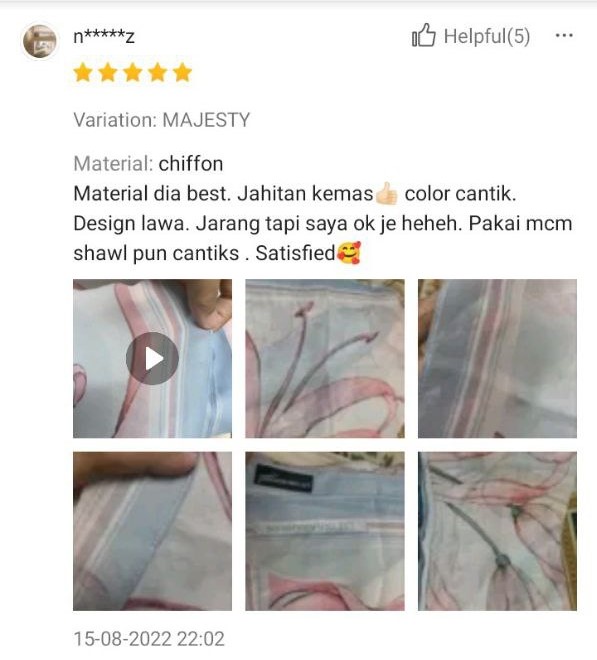 n*****z
Helpful(5)
Variation: MAJESTY
Material: chiffon
Material dia best. Jahitan kemas👍🏻 color cantik.
Design lawa. Jarang tapi saya ok je heheh. Pakai mcm
shawl pun cantiks . Satisfied🥰
15-08-2022 22:02